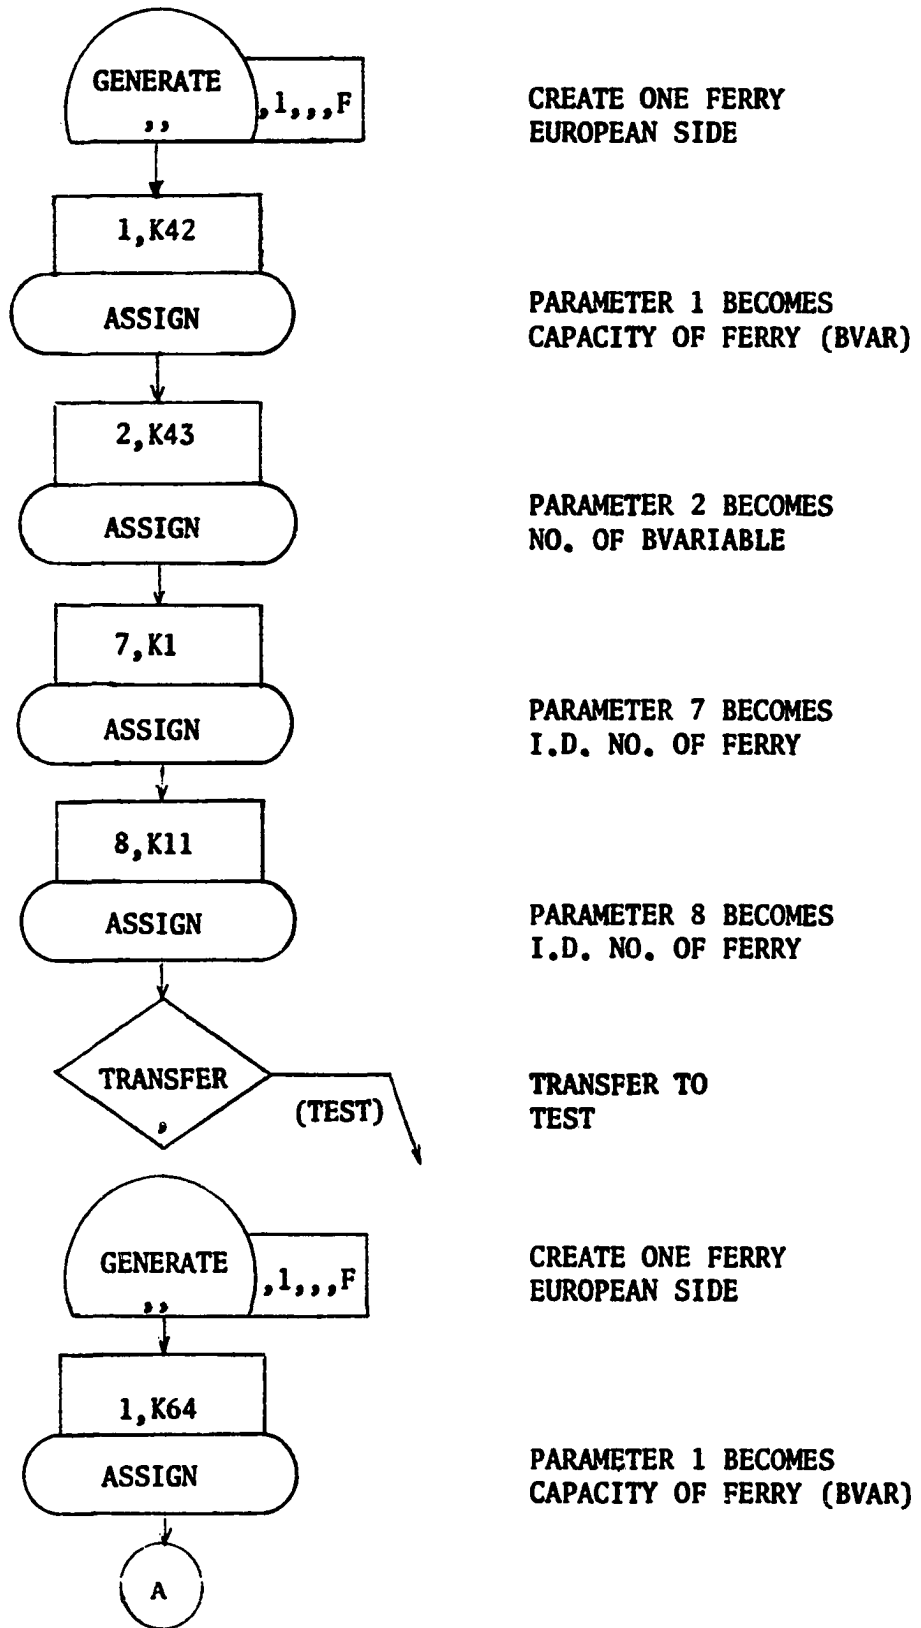 GENERATE
,,
,1,,,F
CREATE ONE FERRY
EUROPEAN SIDE
1,K42
ASSIGN
PARAMETER 1 BECOMES
CAPACITY OF FERRY (BVAR)
2,K43
ASSIGN
PARAMETER 2 BECOMES
NO. OF BVARIABLE
7,K1
ASSIGN
PARAMETER 7 BECOMES
I.D. NO. OF FERRY
8,K11
ASSIGN
PARAMETER 8 BECOMES
I.D. NO. OF FERRY
TRANSFER
,
(TEST)
TRANSFER TO
TEST
GENERATE
,,
,1,,,F
CREATE ONE FERRY
EUROPEAN SIDE
1,K64
ASSIGN
PARAMETER 1 BECOMES
CAPACITY OF FERRY (BVAR)
A